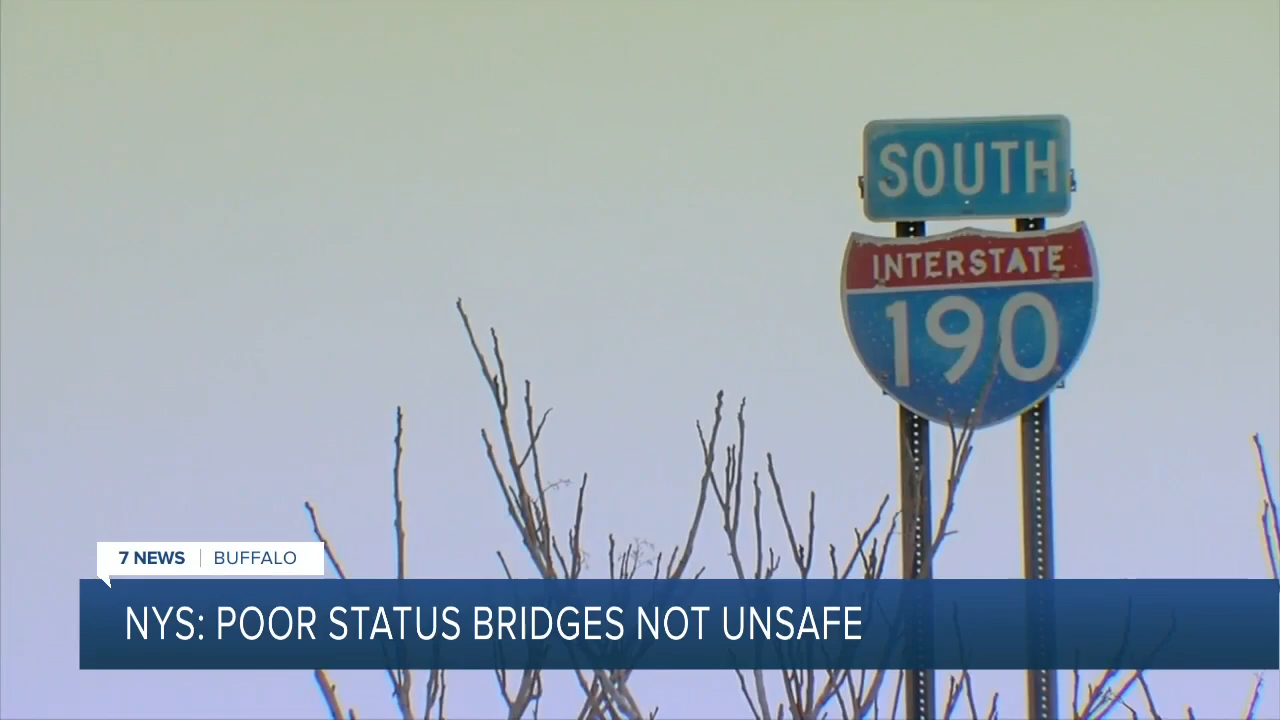 SOUTH
INTERSTATE
190
7 NEWS | BUFFALO
NYS: POOR STATUS BRIDGES NOT UNSAFE